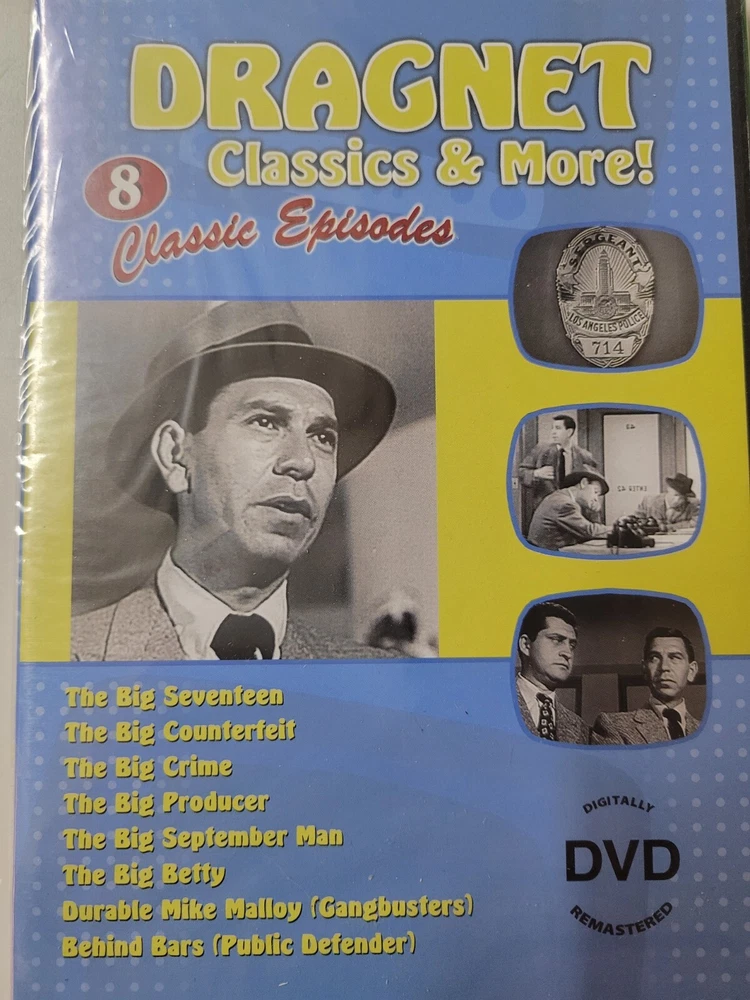 DRAGNET
Classics & More!
8
Classic Episodes
SERGEANT
LOS ANGELES POLICE
714
The Big Seventeen
The Big Counterfeit
The Big Crime
The Big Producer
The Big September Man
The Big Betty
Durable Mike Malloy (Gangbusters)
Behind Bars (Public Defender)
DIGITALLY
DVD
REMASTERED